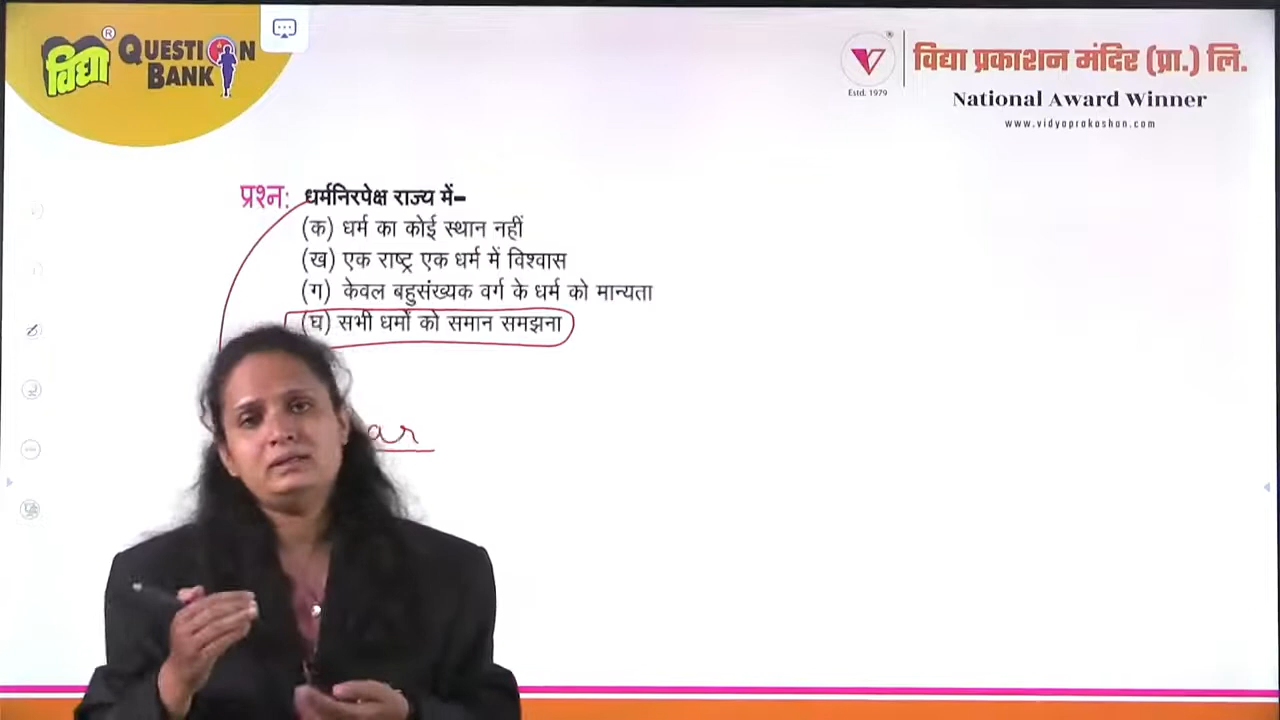 विद्या ® QUESTION BANK
Estd. 1979
विद्या प्रकाशन मंदिर (प्रा.) लि.
National Award Winner
www.vidyaprakashan.com
प्रश्न: धर्मनिरपेक्ष राज्य में–
(क) धर्म का कोई स्थान नहीं
(ख) एक राष्ट्र एक धर्म में विश्वास
(ग) केवल बहुसंख्यक वर्ग के धर्म को मान्यता
(घ) सभी धर्मों को समान समझना
ar